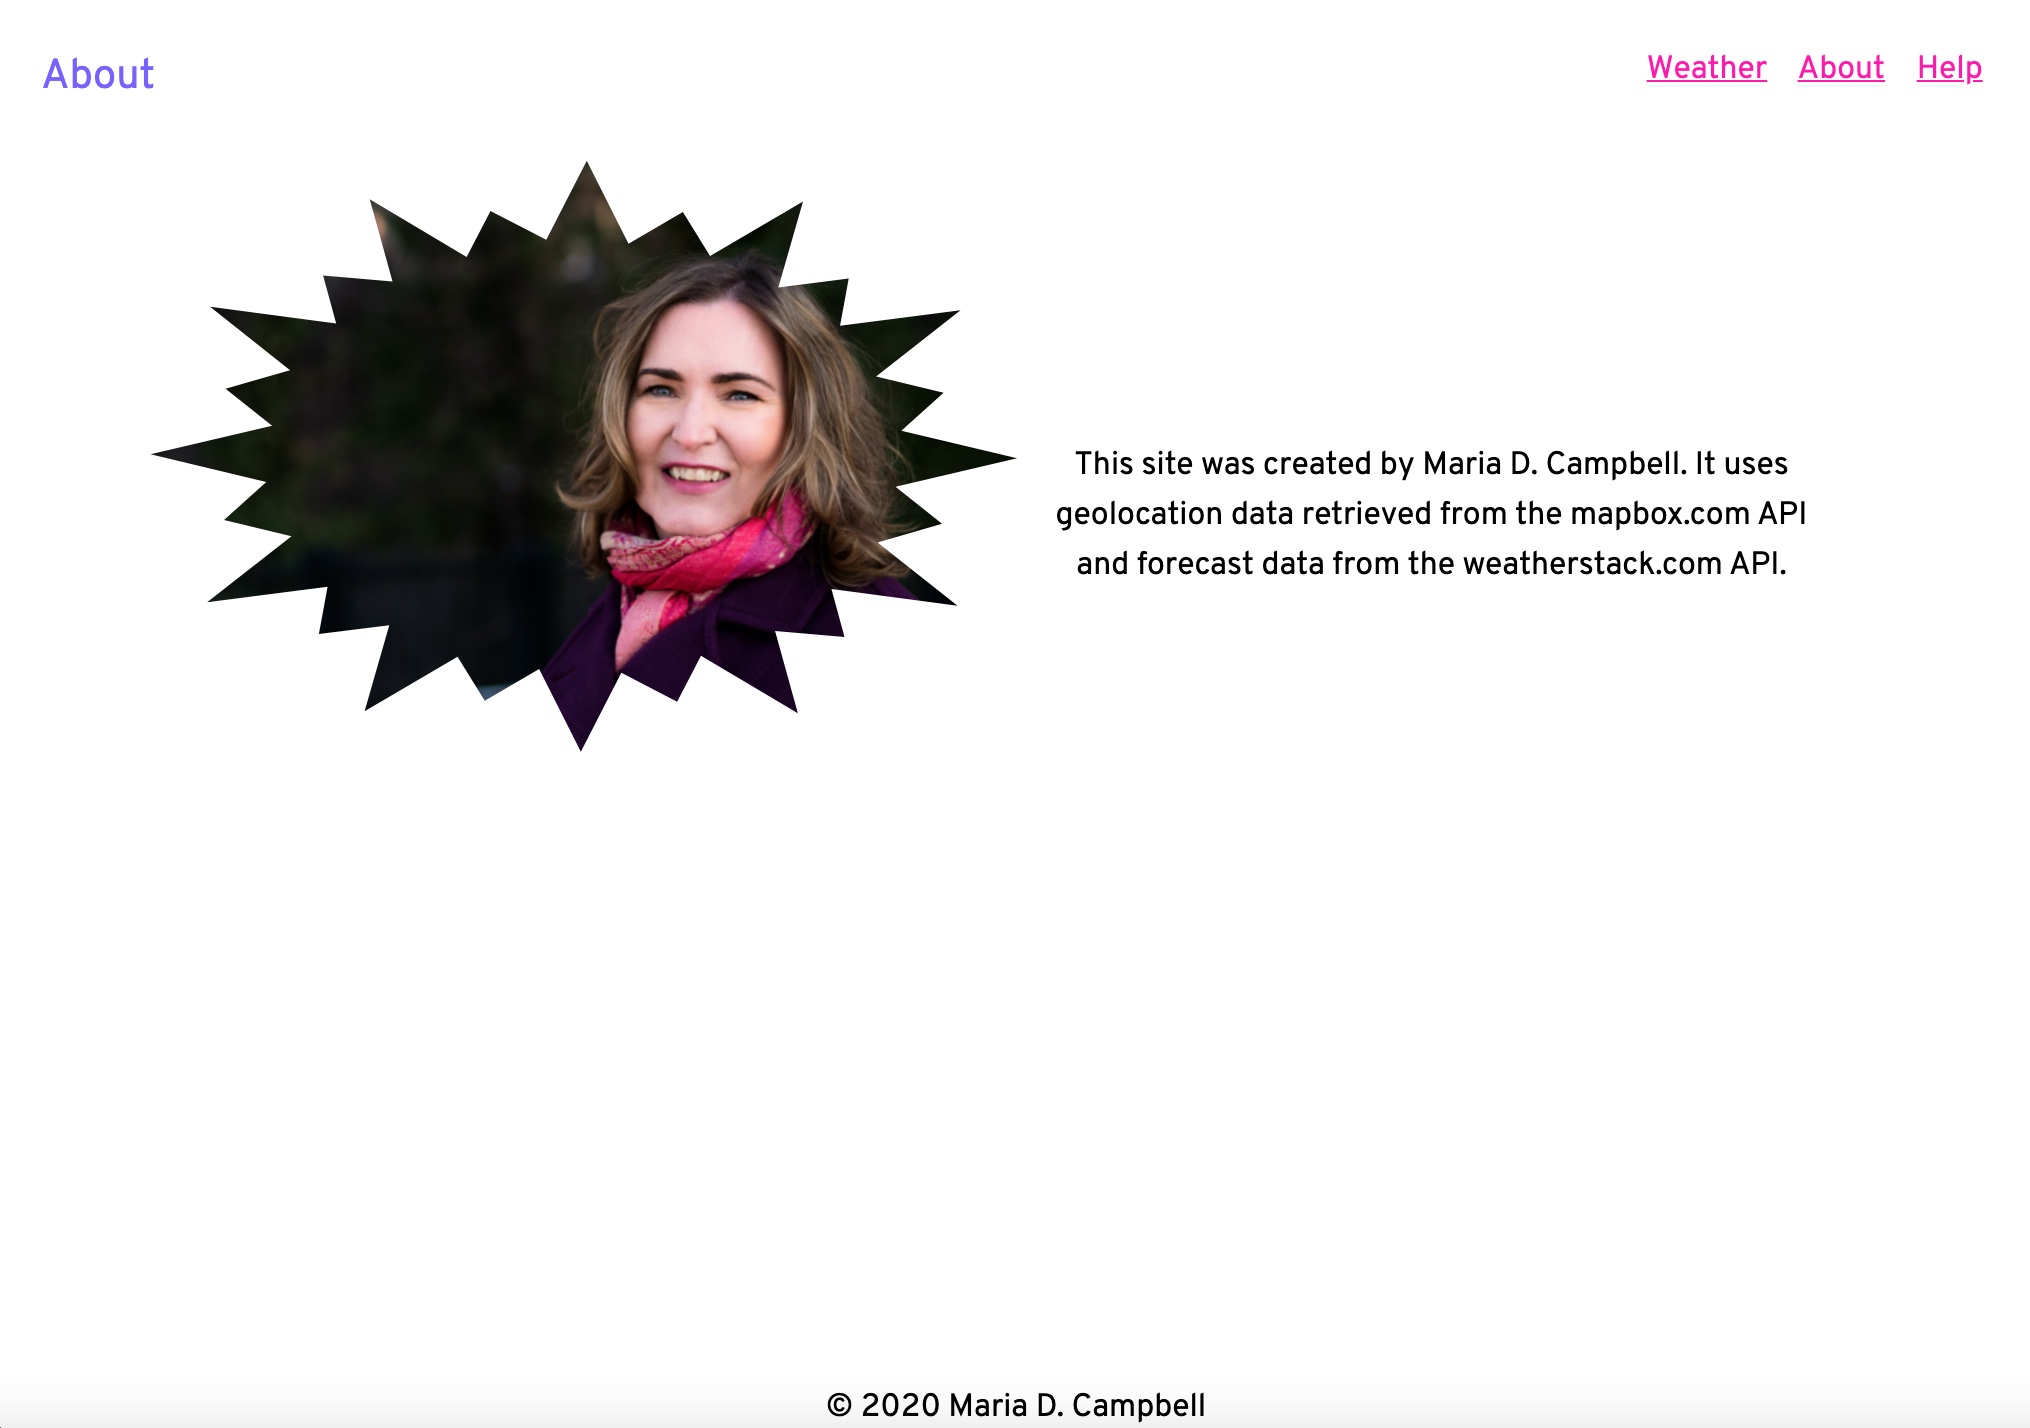 About
Weather About Help
This site was created by Maria D. Campbell. It uses
geolocation data retrieved from the mapbox.com API
and forecast data from the weatherstack.com API.
© 2020 Maria D. Campbell